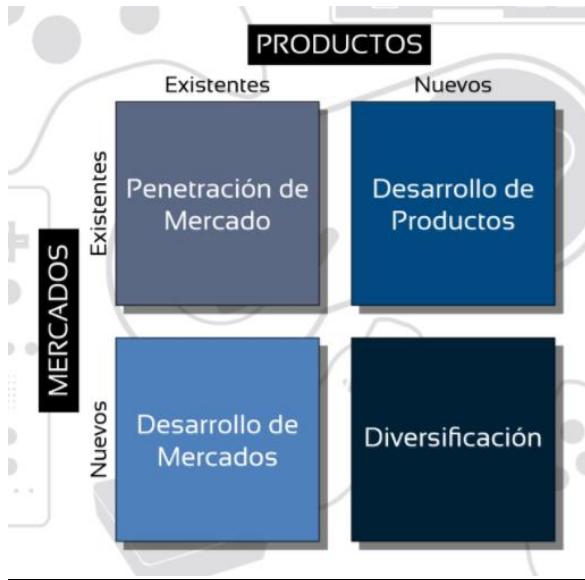 PRODUCTOS
Existentes
Nuevos
MERCADOS
Existentes
Penetración de
Mercado
Desarrollo de
Productos
Nuevos
Desarrollo de
Mercados
Diversificación